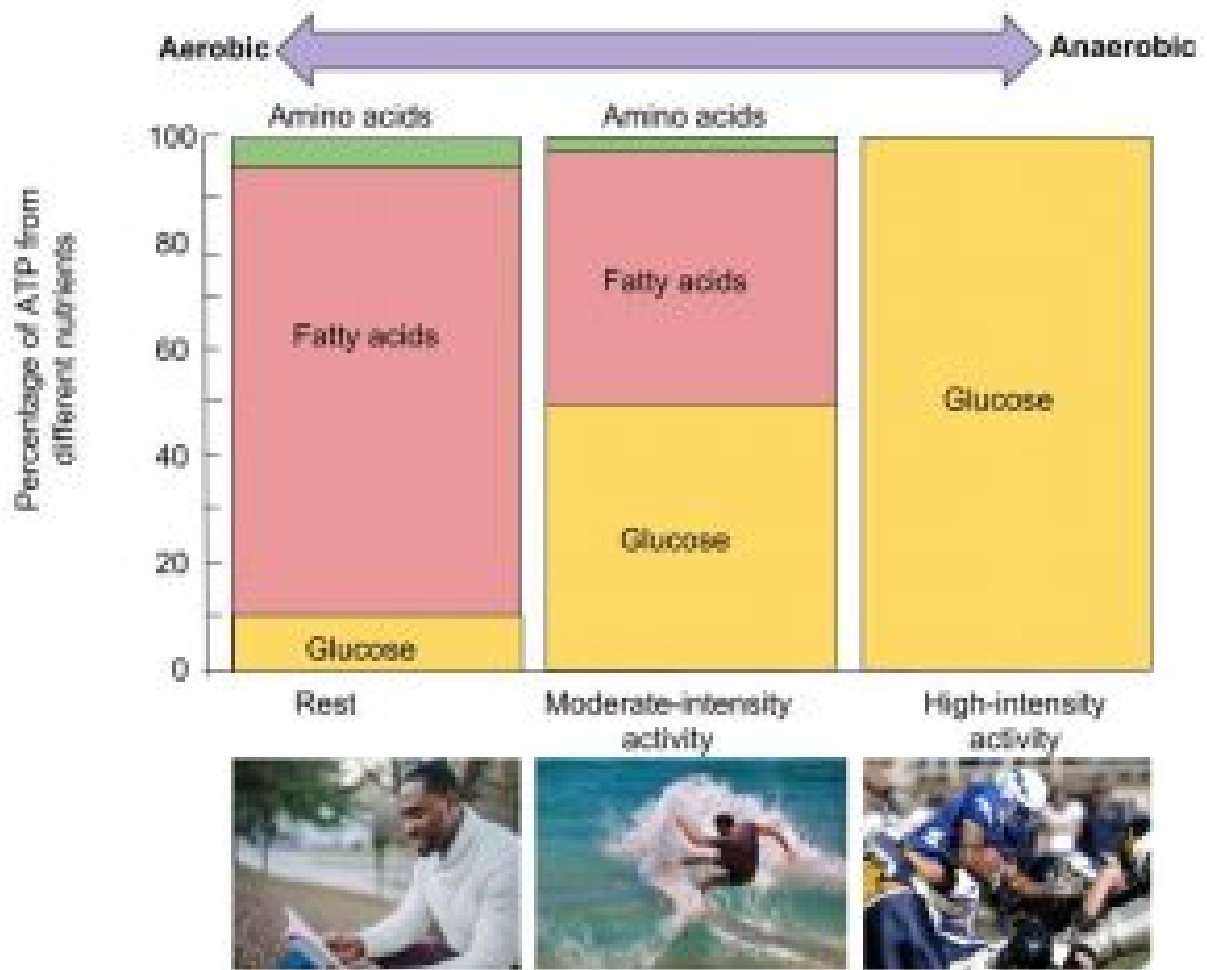 Aerobic
Anaerobic
Amino acids
Amino acids
100
80
60
40
20
0
Percentage of ATP from
different nutrients
Fatty acids
Glucose
Fatty acids
Glucose
Glucose
Rest
Moderate-intensity
activity
High-intensity
activity